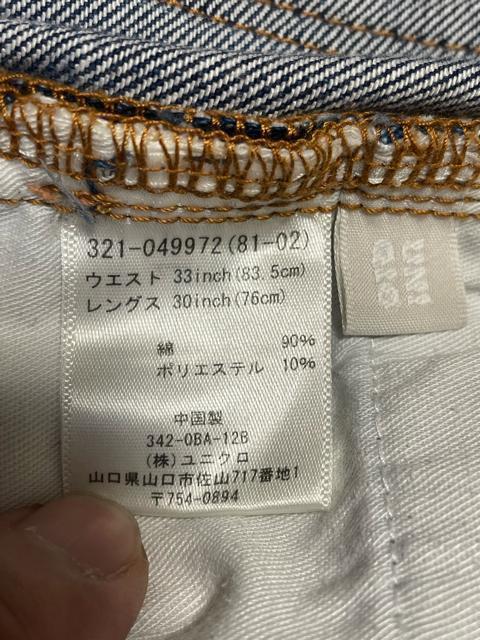 321-049972(81-02)
ウエスト 33inch(83.5cm)
レングス 30inch(76cm)
綿 90%
ポリエステル 10%
中国製
342-0BA-12B
(株)ユニクロ
山口県山口市佐山717番地1
〒754-0894
UNI
QLO